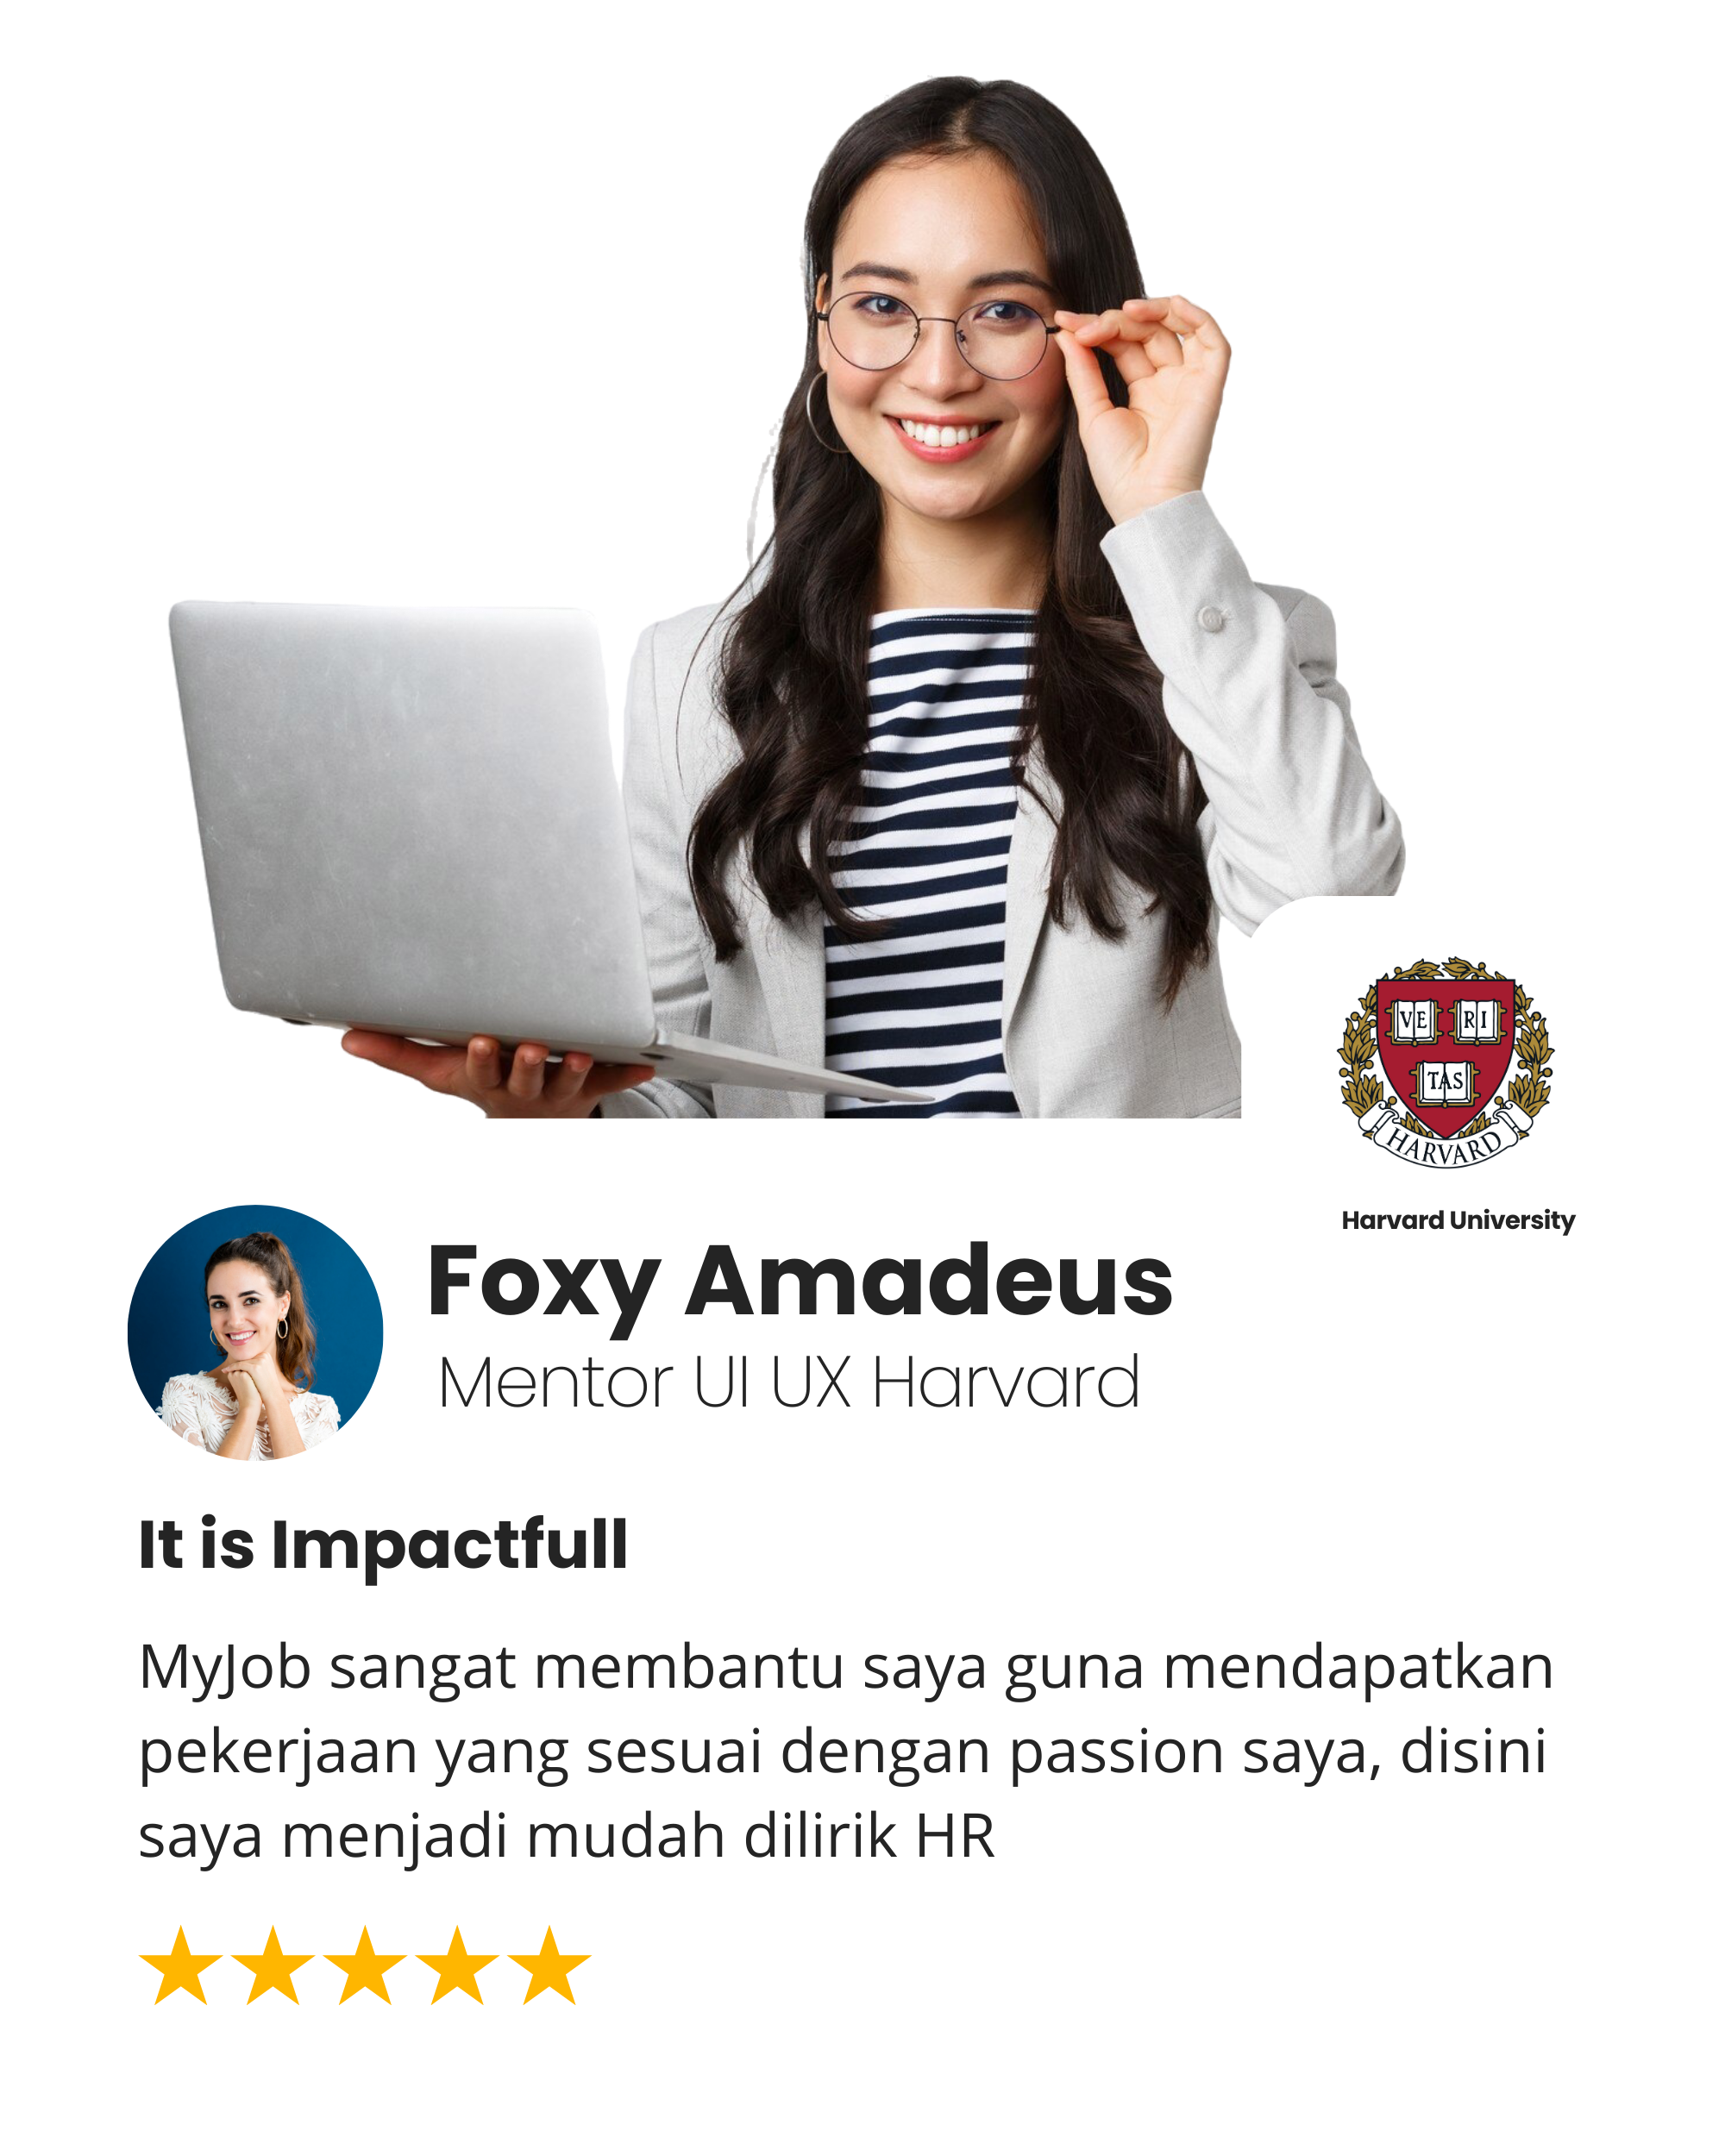 VE RI
TAS
HARVARD
Harvard University
Foxy Amadeus
Mentor UI UX Harvard
It is Impactfull
MyJob sangat membantu saya guna mendapatkan
pekerjaan yang sesuai dengan passion saya, disini
saya menjadi mudah dilirik HR